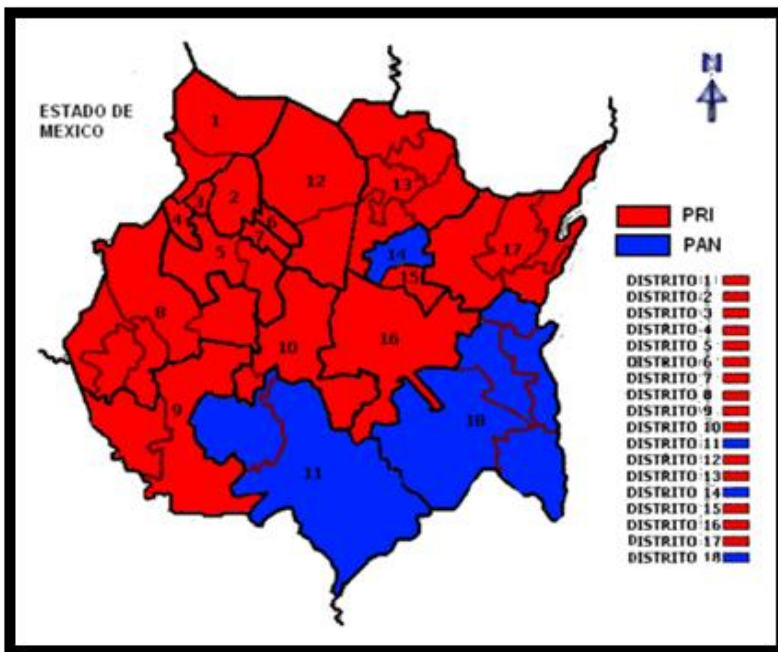 N
ESTADO DE
MEXICO
1
12
13
2
3
4
6
7
5
14
15
17
8
10
16
9
11
18
PRI
PAN
DISTRITO 1
DISTRITO 2
DISTRITO 3
DISTRITO 4
DISTRITO 5
DISTRITO 6
DISTRITO 7
DISTRITO 8
DISTRITO 9
DISTRITO 10
DISTRITO 11
DISTRITO 12
DISTRITO 13
DISTRITO 14
DISTRITO 15
DISTRITO 16
DISTRITO 17
DISTRITO 18